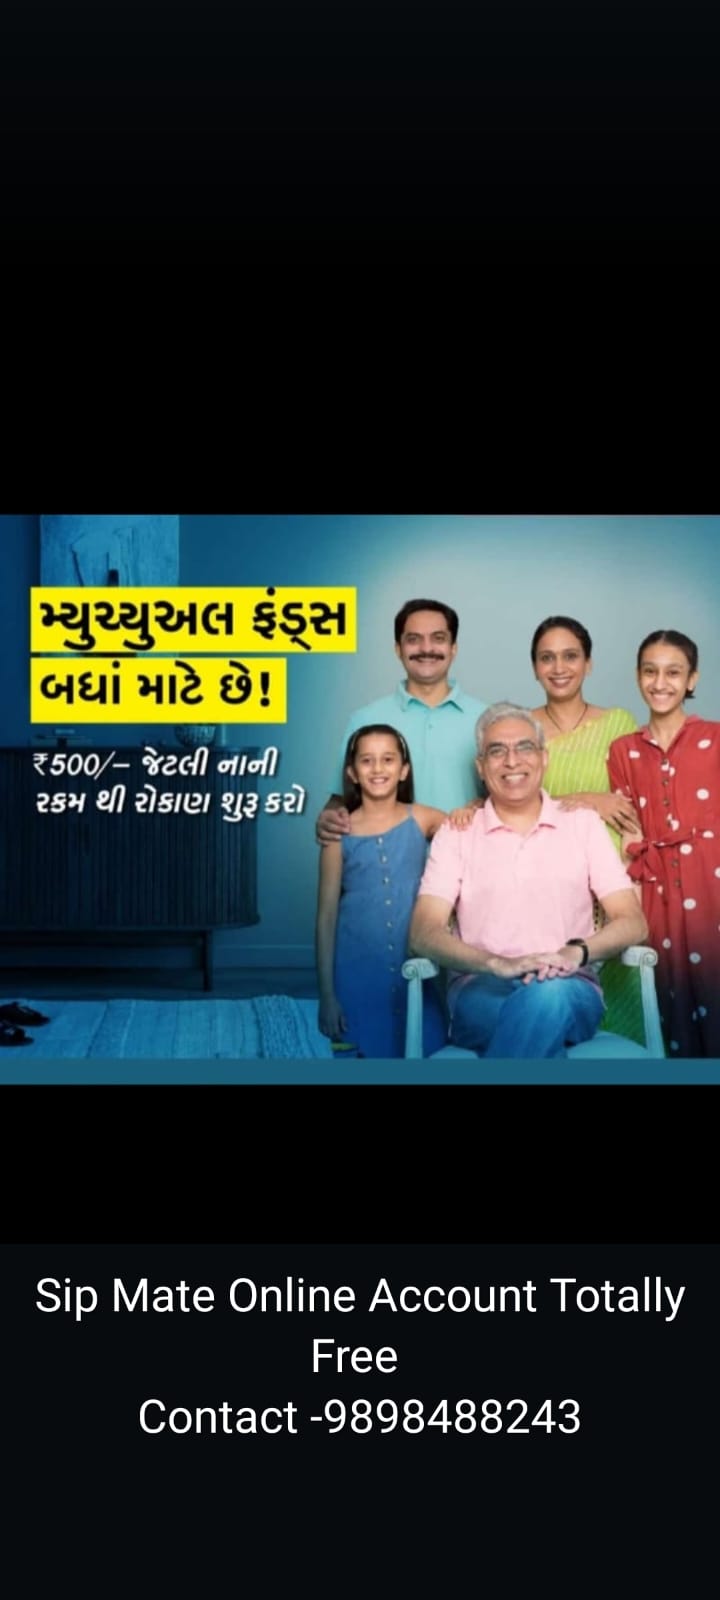 મ્યુચ્યુઅલ ફંડ્સ
બધાં માટે છે!
₹500/– જેટલી નાની
રકમ થી રોકાણ શુરૂ કરો
Sip Mate Online Account Totally
Free
Contact -9898488243